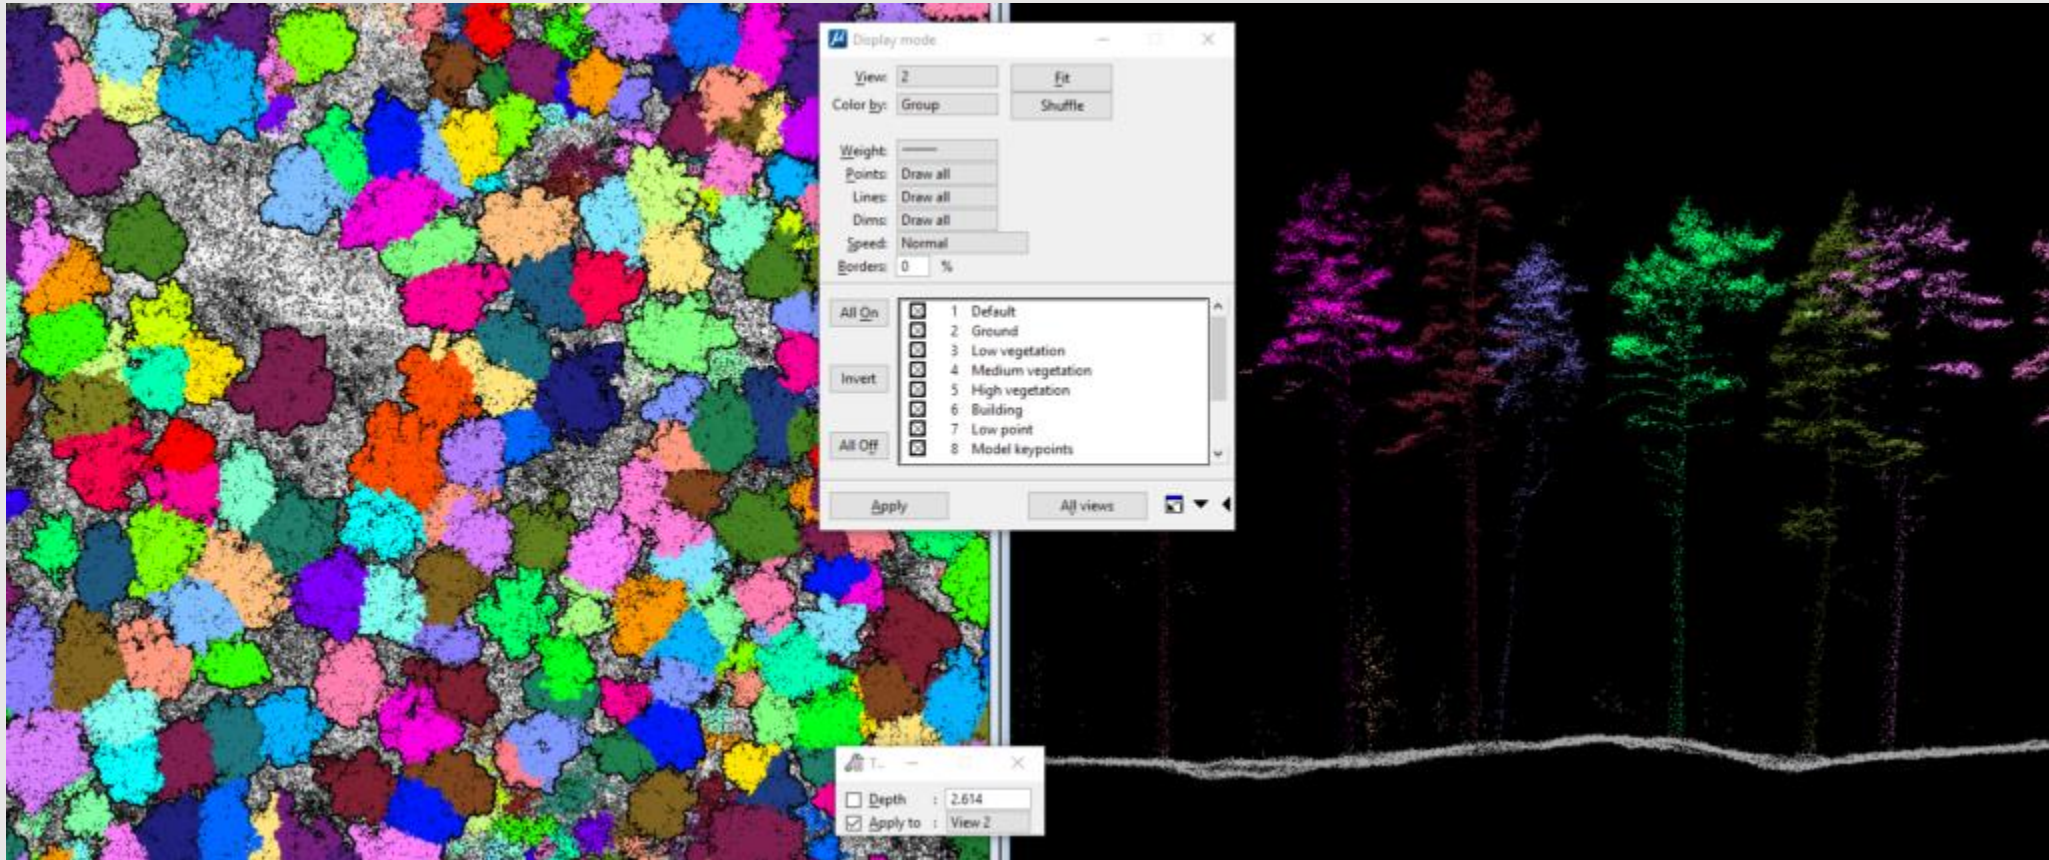 Display mode
View: 2 Fit
Color by: Group Shuffle
Weight:
Points: Draw all
Lines: Draw all
Dims: Draw all
Speed: Normal
Borders: 0 %
All On
Invert
All Off
1 Default
2 Ground
3 Low vegetation
4 Medium vegetation
5 High vegetation
6 Building
7 Low point
8 Model keypoints
Apply All views
T...
Depth : 2.614
Apply to : View 2